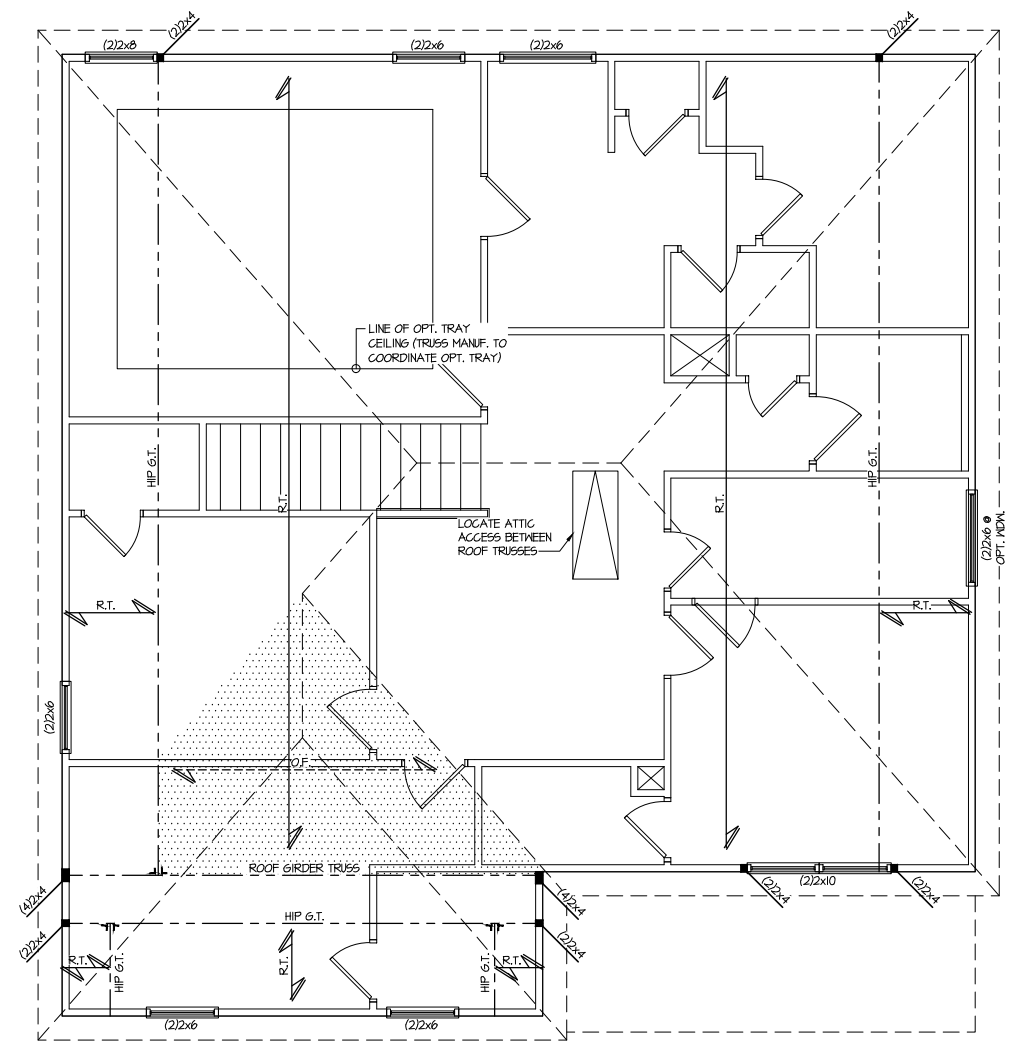 (2)2x4
(2)2x4
(2)2x8
(2)2x6
(2)2x6
LINE OF OPT. TRAY
CEILING (TRUSS MANUF. TO
COORDINATE OPT. TRAY)
HIP G.T.
R.T.
R.T.
HIP G.T.
LOCATE ATTIC
ACCESS BETWEEN
ROOF TRUSSES
(2)2x6 @
OPT. WDW.
R.T.
R.T.
(2)2x6
O.F.
ROOF GIRDER TRUSS
(2)2x10
(4)2x4
(4)2x4
(2)2x4
(2)2x4
HIP G.T.
(2)2x4
(2)2x4
R.T.
HIP G.T.
R.T.
HIP G.T.
R.T.
(2)2x6
(2)2x6